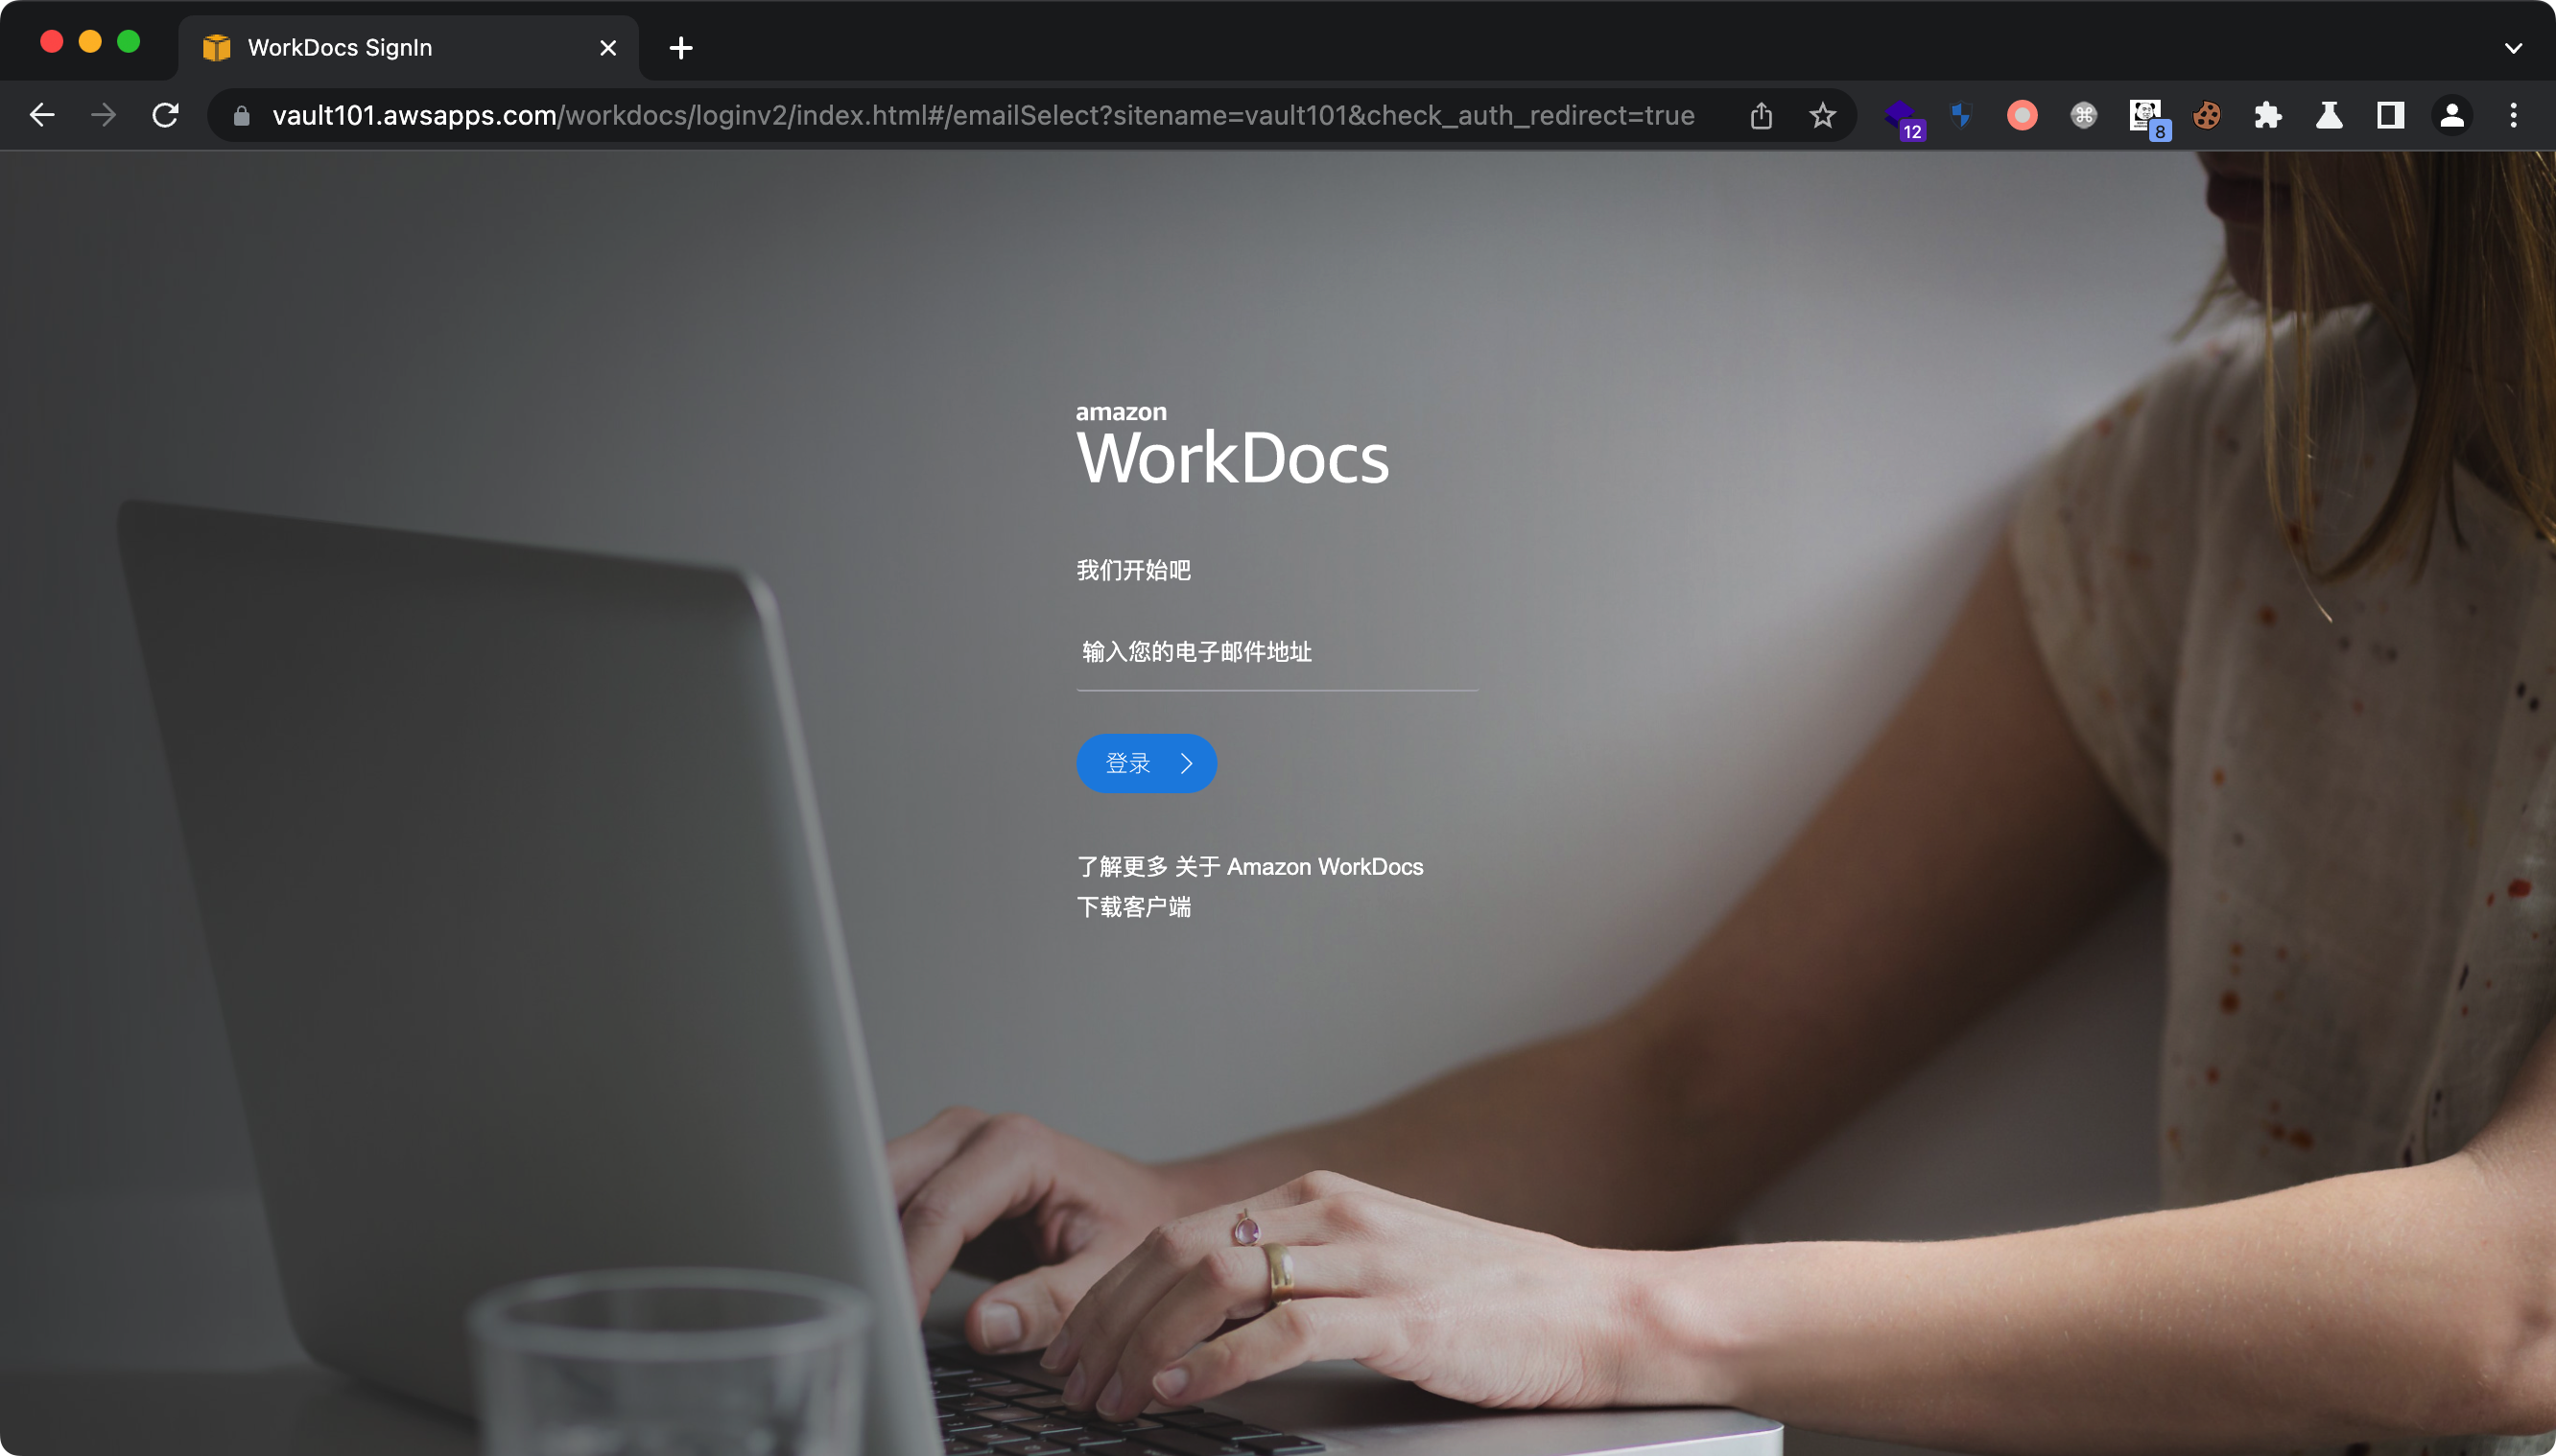 WorkDocs SignIn
vault101.awsapps.com/workdocs/loginv2/index.html#/emailSelect?sitename=vault101&check_auth_redirect=true
12
8
amazon
WorkDocs
我们开始吧
输入您的电子邮件地址
登录
了解更多 关于 Amazon WorkDocs
下载客户端